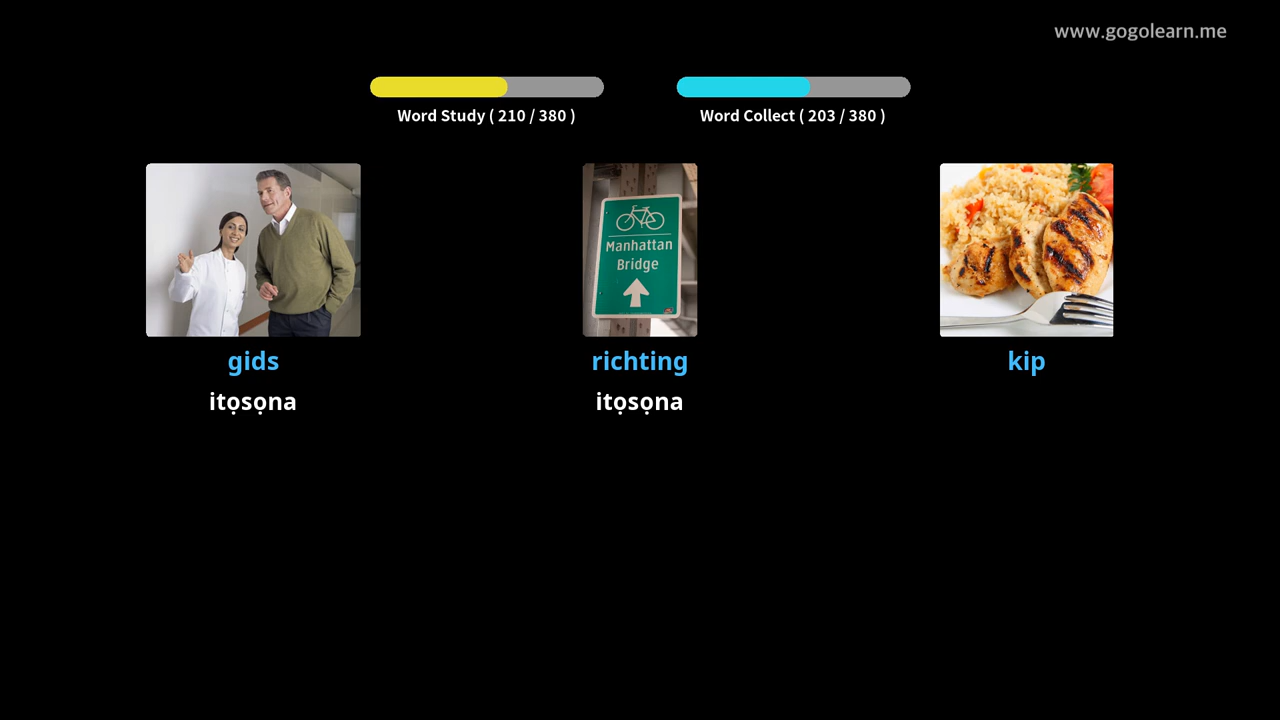 www.gogolearn.me
Word Study ( 210 / 380 )
Word Collect ( 203 / 380 )
Manhattan
Bridge
gids
richting
kip
itọsọna
itọsọna